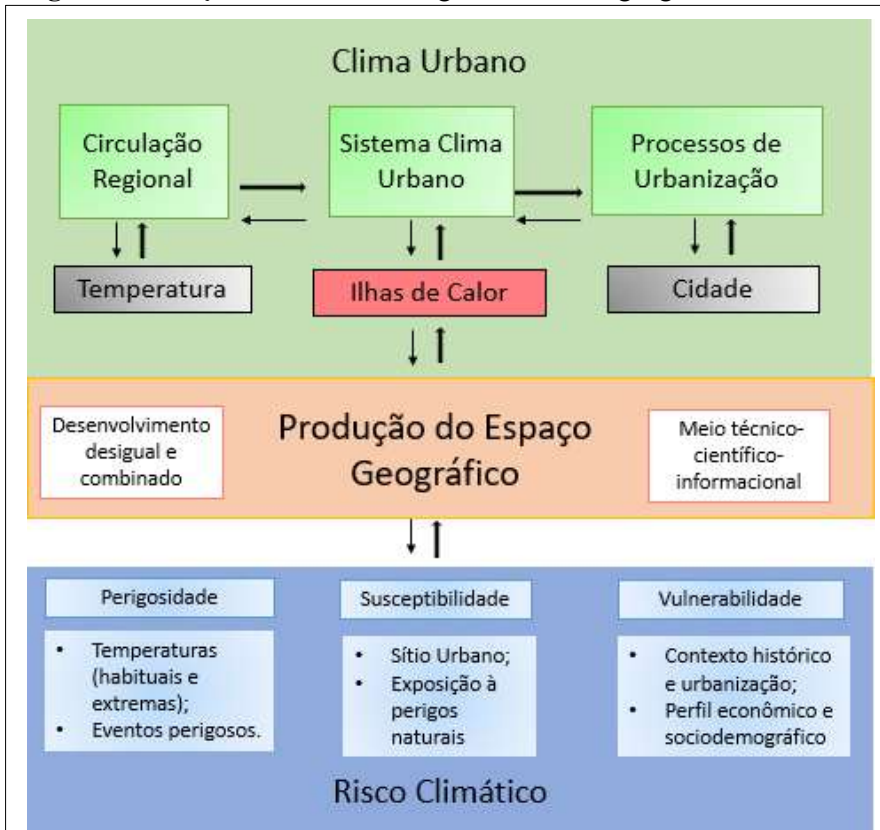 Clima Urbano
Circulação
Regional
Sistema Clima
Urbano
Processos de
Urbanização
Temperatura
Ilhas de Calor
Cidade
Desenvolvimento
desigual e
combinado
Produção do Espaço
Geográfico
Meio técnico-
científico-
informacional
Perigosidade
• Temperaturas
(habituais e
extremas);
• Eventos perigosos.
Susceptibilidade
• Sítio Urbano;
• Exposição à
perigos
naturais
Vulnerabilidade
• Contexto histórico
e urbanização;
• Perfil econômico e
sociodemográfico
Risco Climático